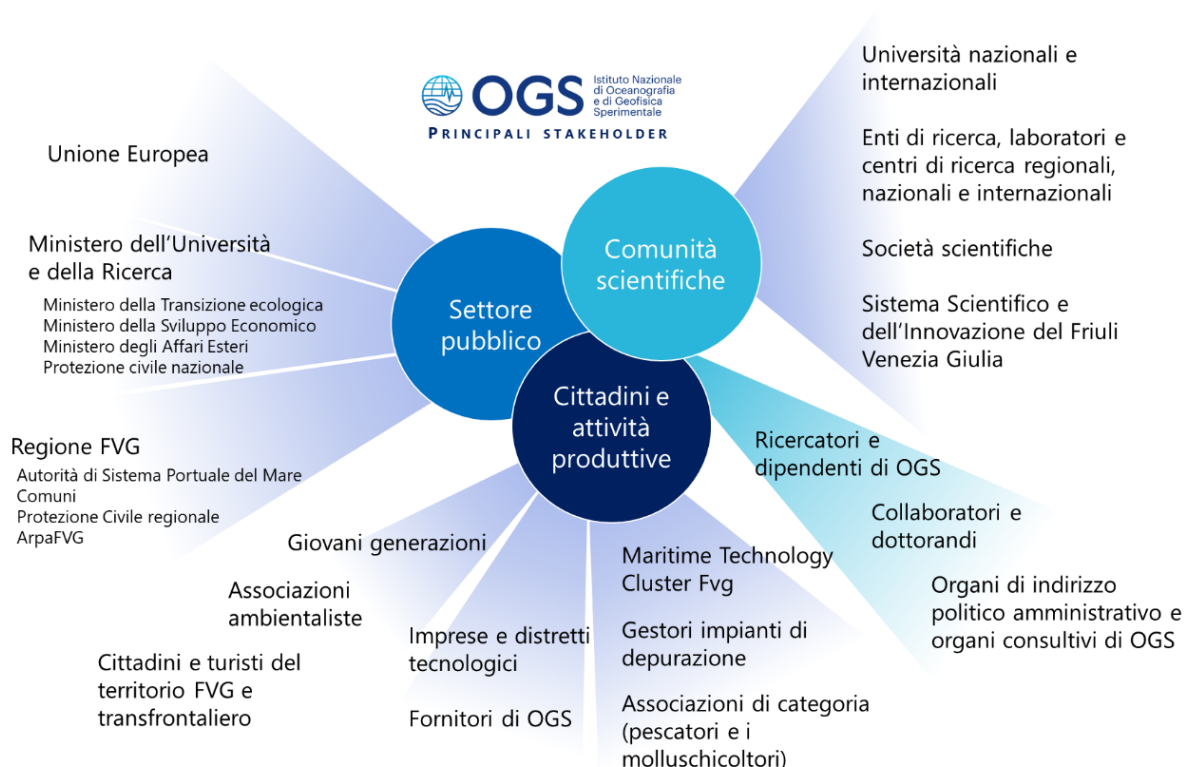 OGS
Istituto Nazionale
di Oceanografia
e di Geofisica
Sperimentale
PRINCIPALI STAKEHOLDER
Unione Europea
Ministero dell'Università
e della Ricerca
Ministero della Transizione ecologica
Ministero della Sviluppo Economico
Ministero degli Affari Esteri
Protezione civile nazionale
Regione FVG
Autorità di Sistema Portuale del Mare
Comuni
Protezione Civile regionale
ArpaFVG
Settore
pubblico
Comunità
scientifiche
Cittadini e
attività
produttive
Università nazionali e
internazionali
Enti di ricerca, laboratori e
centri di ricerca regionali,
nazionali e internazionali
Società scientifiche
Sistema Scientifico e
dell'Innovazione del Friuli
Venezia Giulia
Ricercatori e
dipendenti di OGS
Collaboratori e
dottorandi
Organi di indirizzo
politico amministrativo e
organi consultivi di OGS
Giovani generazioni
Associazioni
ambientaliste
Cittadini e turisti del
territorio FVG e
transfrontaliero
Imprese e distretti
tecnologici
Fornitori di OGS
Maritime Technology
Cluster Fvg
Gestori impianti di
depurazione
Associazioni di categoria
(pescatori e i
molluschicoltori)